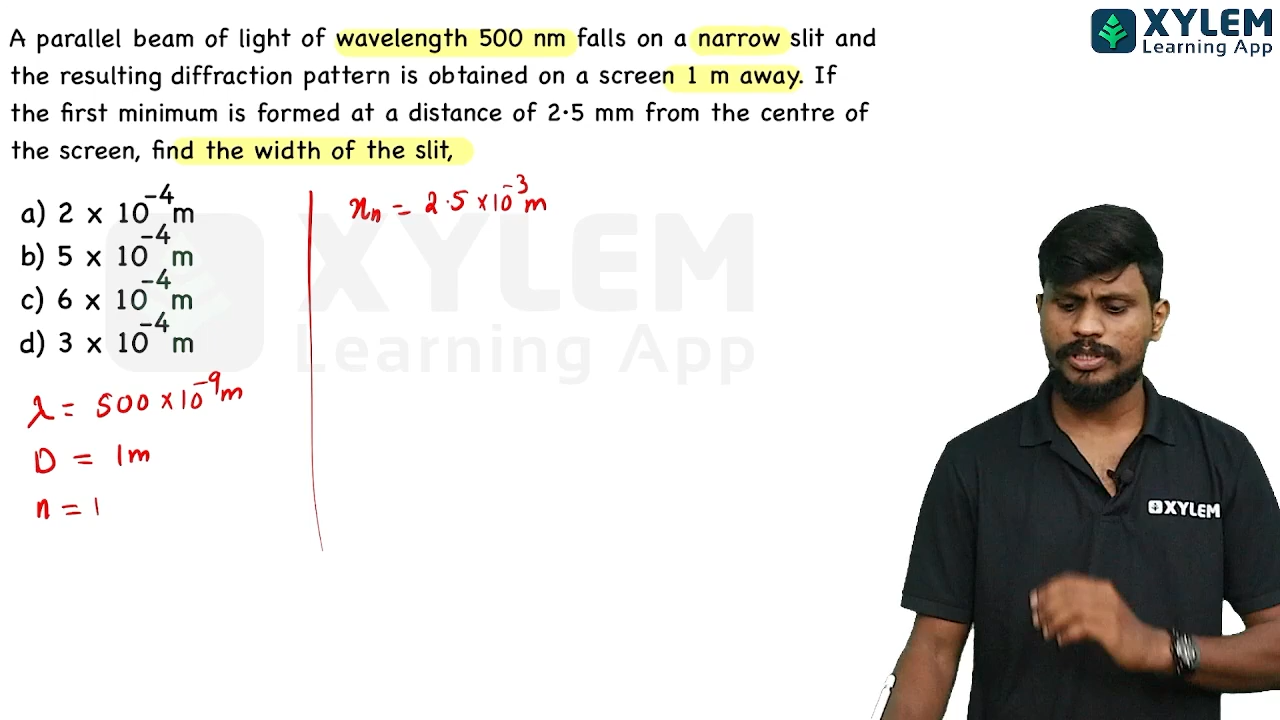 A parallel beam of light of wavelength 500 nm falls on a narrow slit and
the resulting diffraction pattern is obtained on a screen 1 m away. If
the first minimum is formed at a distance of 2·5 mm from the centre of
the screen, find the width of the slit,
a) 2 × 10⁻⁴ m
b) 5 × 10⁻⁴ m
c) 6 × 10⁻⁴ m
d) 3 × 10⁻⁴ m
λ = 500 × 10⁻⁹ m
D = 1m
n = 1
xₙ = 2.5 × 10⁻³ m
XYLEM
Learning App
XYLEM
Learning App
XYLEM